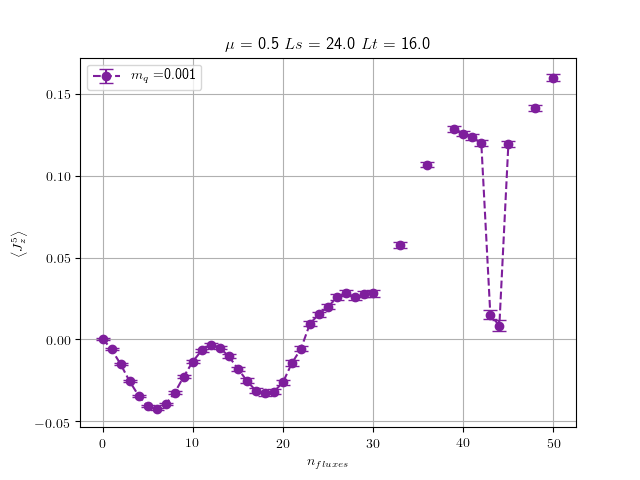 μ = 0.5 Ls = 24.0 Lt = 16.0
m_q =0.001
0.15
0.10
0.05
0.00
−0.05
⟨J_z^5⟩
0 10 20 30 40 50
n_fluxes